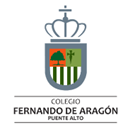 COLEGIO
FERNANDO DE ARAGÓN
PUENTE ALTO